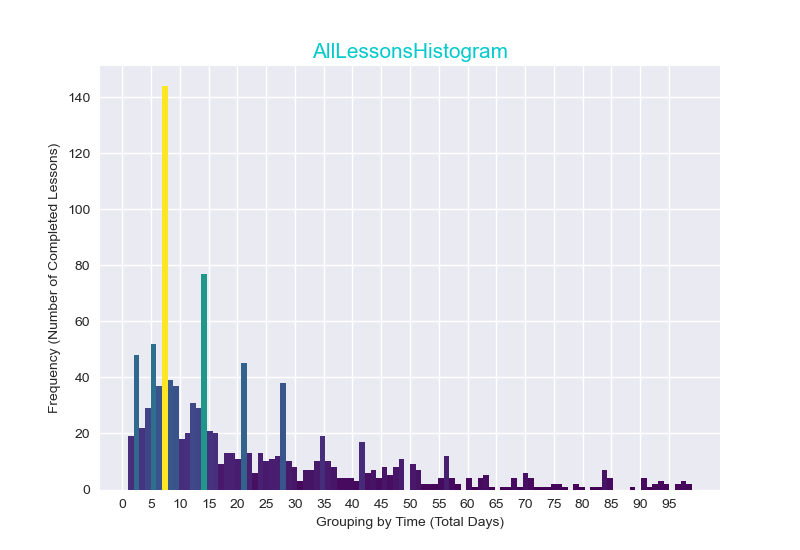 AllLessonsHistogram
Frequency (Number of Completed Lessons)
140
120
100
80
60
40
20
0
0 5 10 15 20 25 30 35 40 45 50 55 60 65 70 75 80 85 90 95
Grouping by Time (Total Days)